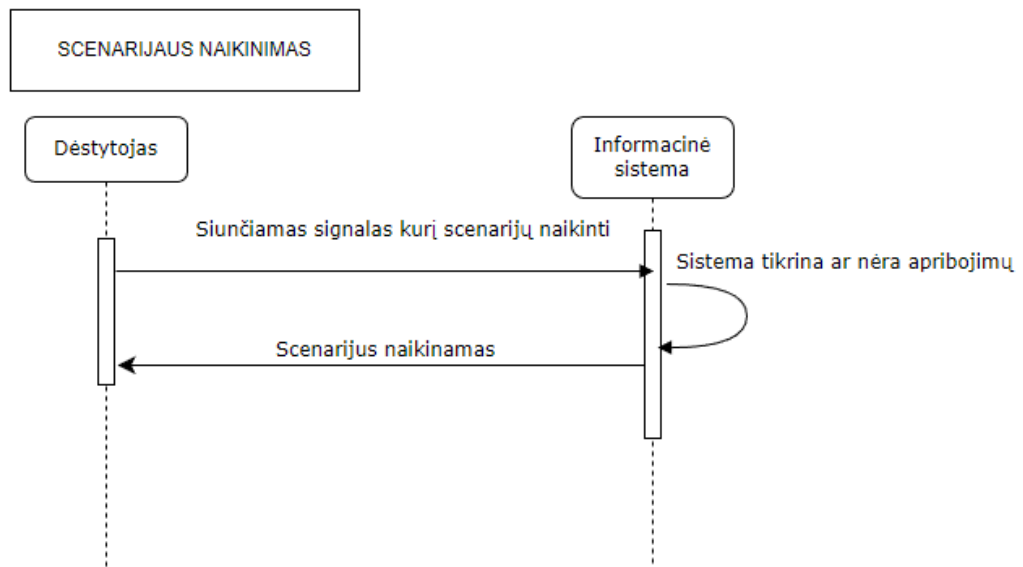 SCENARIJAUS NAIKINIMAS
Dėstytojas
Informacinė
sistema
Siunčiamas signalas kurį scenarijų naikinti
Sistema tikrina ar nėra apribojimų
Scenarijus naikinamas